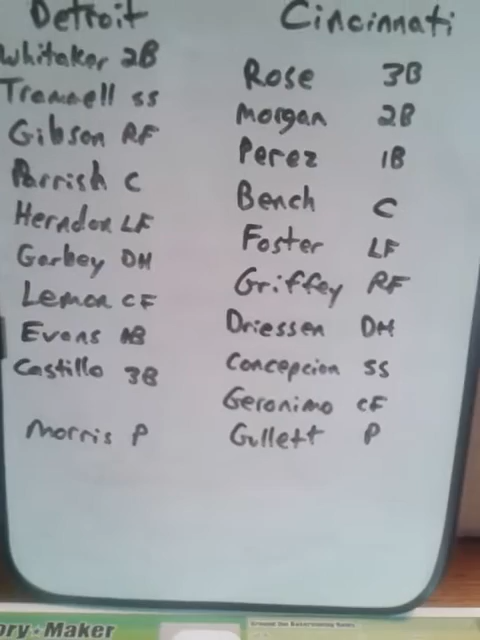 Detroit
Whitaker 2B
Trammell SS
Gibson RF
Parrish C
Herndon LF
Garbey DH
Lemon CF
Evans 1B
Castillo 3B
Morris P
Cincinnati
Rose 3B
Morgan 2B
Perez 1B
Bench C
Foster LF
Griffey RF
Driessen DH
Concepcion SS
Geronimo CF
Gullett P
ory Maker